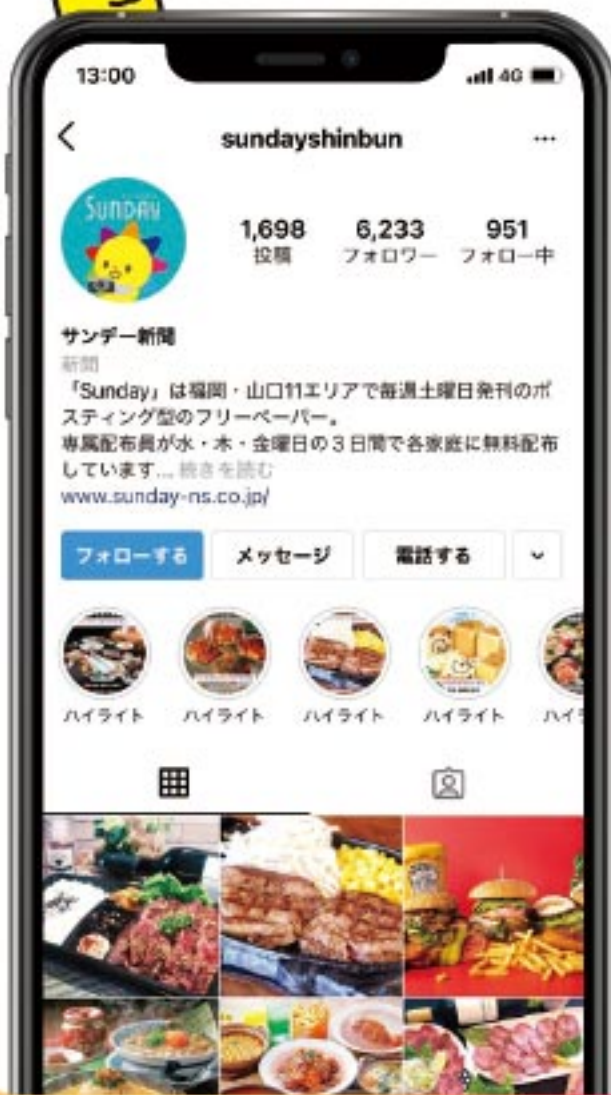 13:00
4G
sundayshinbun
...
SUNDAY
1,698
6,233
951
投稿
フォロワー
フォロー中
サンデー新聞
新聞
「Sunday」は福岡・山口11エリアで毎週土曜日発刊のポ
スティング型のフリーペーパー。
専属配布員が水・木・金曜日の3日間で各家庭に無料配布
しています... 続きを読む
www.sunday-ns.co.jp/
フォローする
メッセージ
電話する
ハイライト
ハイライト
ハイライト
ハイライト
ハイ